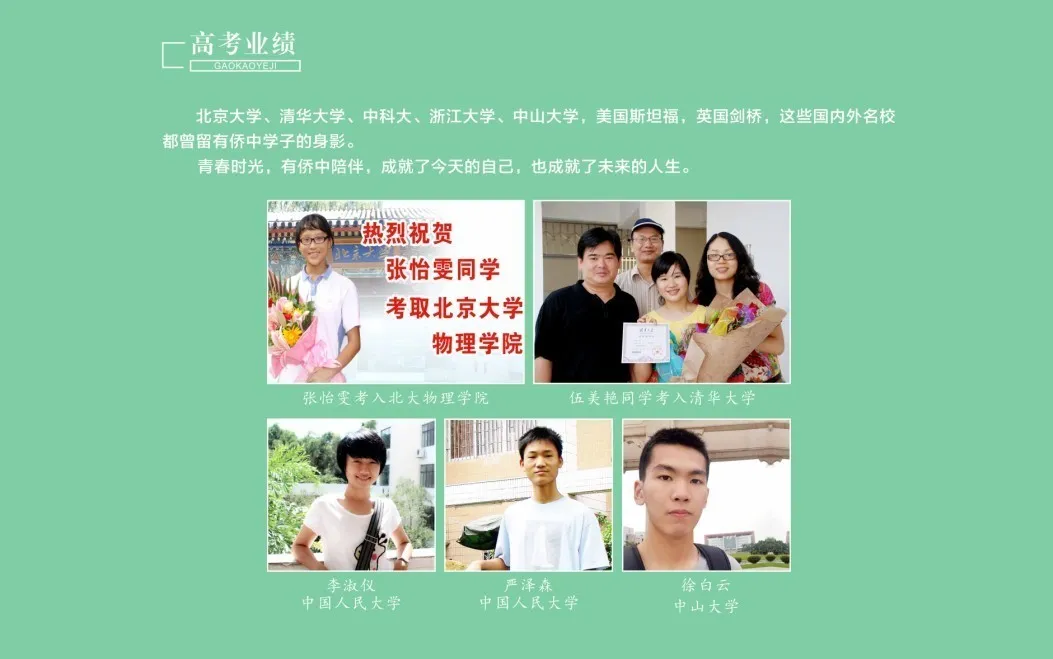 高考业绩
GAOKAOYEJI
北京大学、清华大学、中科大、浙江大学、中山大学，美国斯坦福，英国剑桥，这些国内外名校
都曾留有侨中学子的身影。
青春时光，有侨中陪伴，成就了今天的自己，也成就了未来的人生。
北京大学
热烈祝贺
张怡雯同学
考取北京大学
物理学院
张怡雯考入北大物理学院
伍美艳同学考入清华大学
李淑仪
中国人民大学
严泽森
中国人民大学
徐白云
中山大学